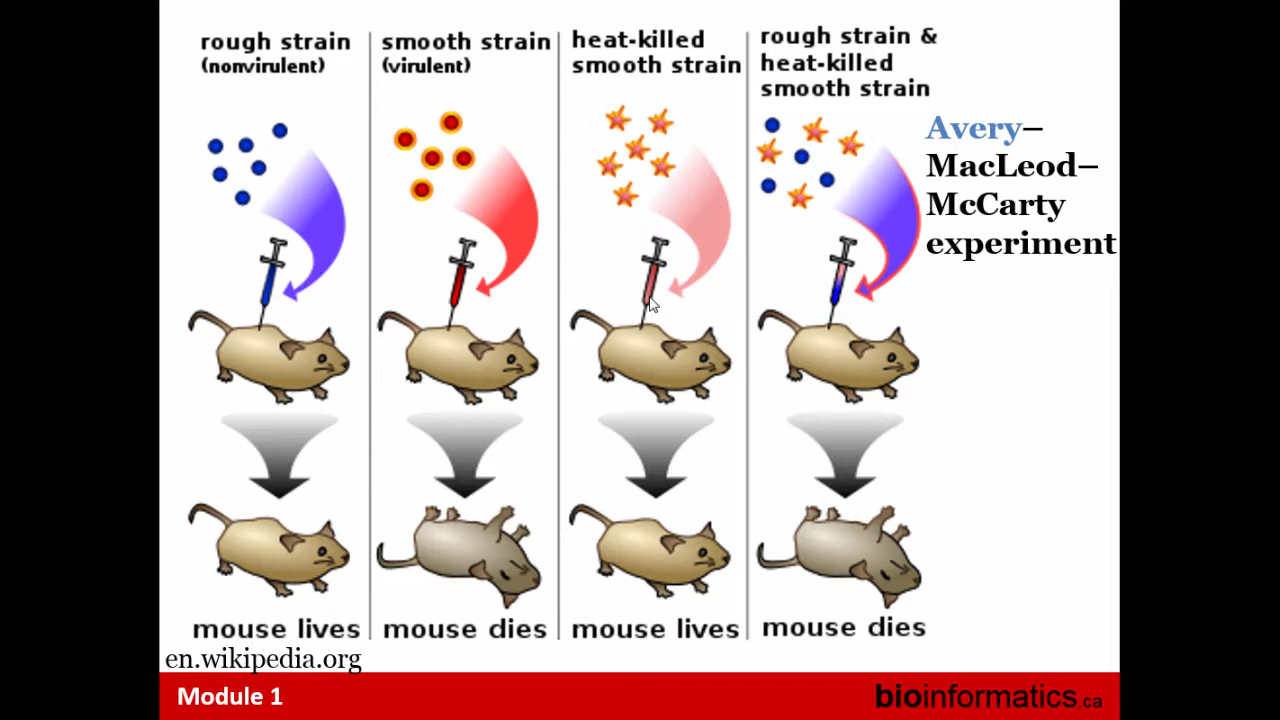 rough strain
(nonvirulent)
smooth strain
(virulent)
heat-killed
smooth strain
rough strain &
heat-killed
smooth strain
Avery–
MacLeod–
McCarty
experiment
mouse lives
mouse dies
mouse lives
mouse dies
en.wikipedia.org
Module 1
bioinformatics.ca